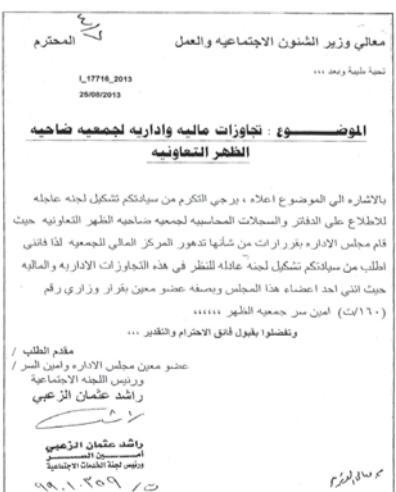 معالي وزير الشئون الاجتماعيه والعمل المحترم
تحية طيبة وبعد ...
I_17716_2013
25/08/2013
الموضـــــــــوع : تجاوزات ماليه واداريه لجمعيه ضاحيه
الظهر التعاونيه
بالاشاره الي الموضوع اعلاه ، يرجي التكرم من سيادتكم تشكيل لجنه عاجله
للاطلاع علي الدفاتر والسجلات المحاسبيه لجمعيه ضاحيه الظهر التعاونيه حيث
قام مجلس الاداره بقررارات من شأنها تدهور المركز المالي للجمعيه لذا فانني
اطلب من سيادتكم تشكيل لجنة عادله للنظر في هذه التجاوزات الاداريه والماليه
حيث انني احد اعضاء هذا المجلس وبصفه عضو معين بقرار وزاري رقم
(١٦٠/ت) امين سر جمعيه الظهر ،،،،،،
وتفضلوا بقبول فائق الاحترام والتقدير ...
مقدم الطلب /
عضو معين مجلس الاداره وامين السر /
ورئيس اللجنه الاجتماعية
راشد عثمان الزعبي
راشد عثمان الزعبي
أمـــين الســـر
ورئيس لجنة الخدمات الاجتماعية